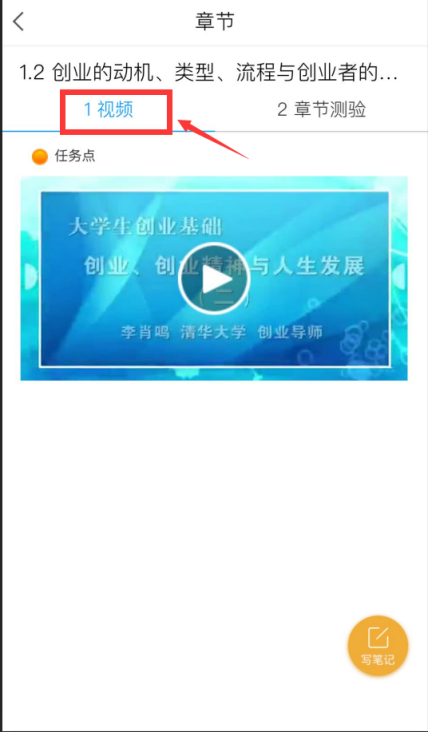 章节
1.2 创业的动机、类型、流程与创业者的...
1 视频
2 章节测验
任务点
大学生创业基础
创业、创业精神与人生发展
（二）
李肖鸣 清华大学 创业导师
写笔记